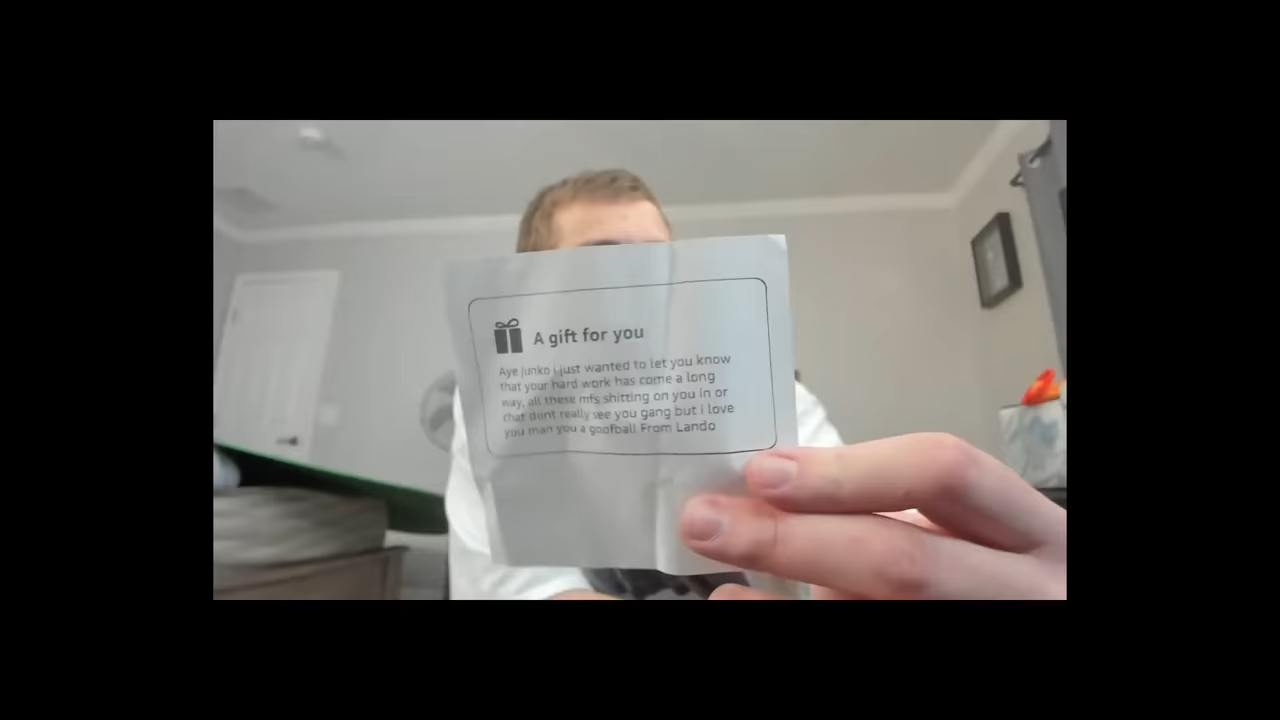 A gift for you
Aye Junko i just wanted to let you know
that your hard work has come a long
way, all these mfs shitting on you in or
chat dont really see you gang but i love
you man you a goofball From Lando